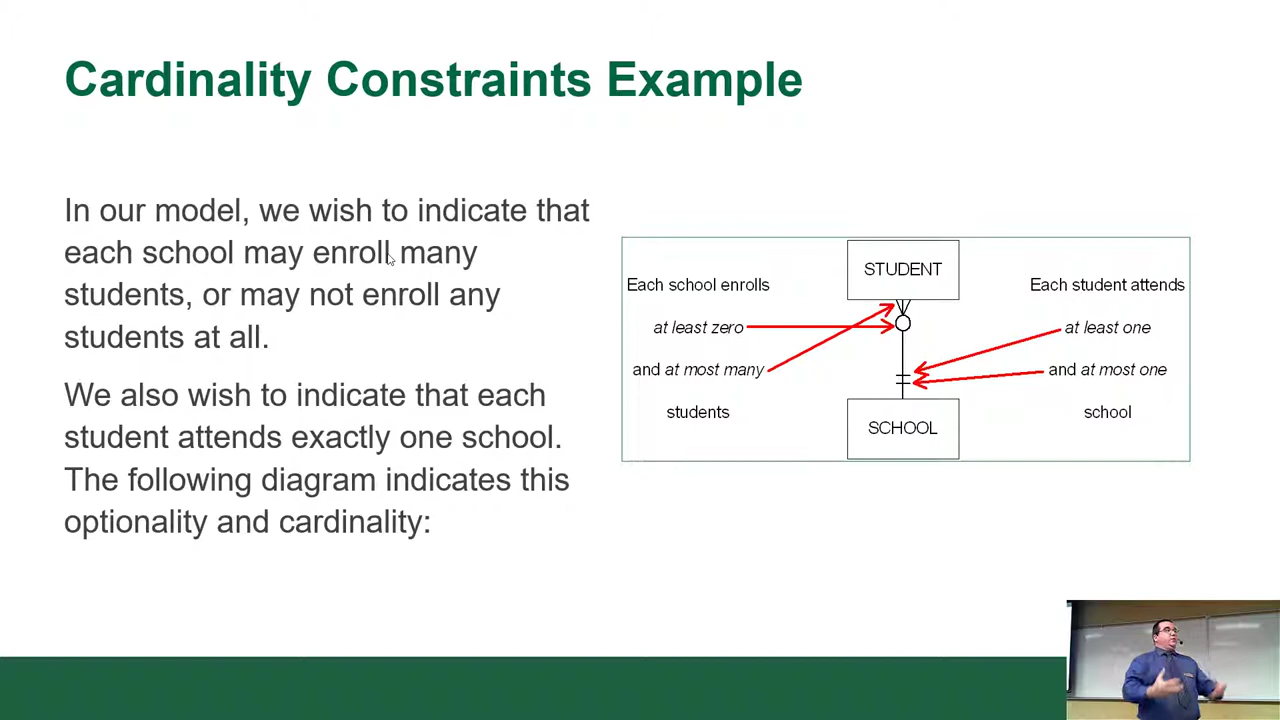 Cardinality Constraints Example
In our model, we wish to indicate that
each school may enroll many
students, or may not enroll any
students at all.
We also wish to indicate that each
student attends exactly one school.
The following diagram indicates this
optionality and cardinality:
Each school enrolls
at least zero
and at most many
students
STUDENT
SCHOOL
Each student attends
at least one
and at most one
school